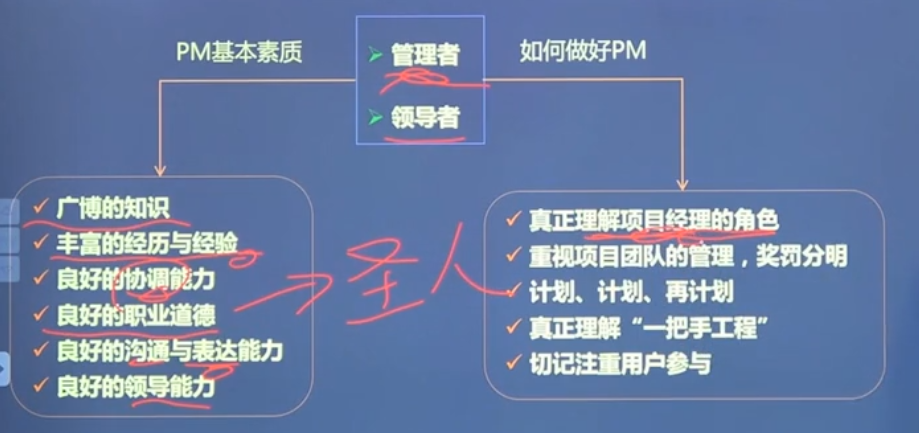 PM基本素质
管理者
领导者
如何做好PM
广博的知识
丰富的经历与经验
良好的协调能力
良好的职业道德
良好的沟通与表达能力
良好的领导能力
圣人
真正理解项目经理的角色
重视项目团队的管理，奖罚分明
计划、计划、再计划
真正理解“一把手工程”
切记注重用户参与